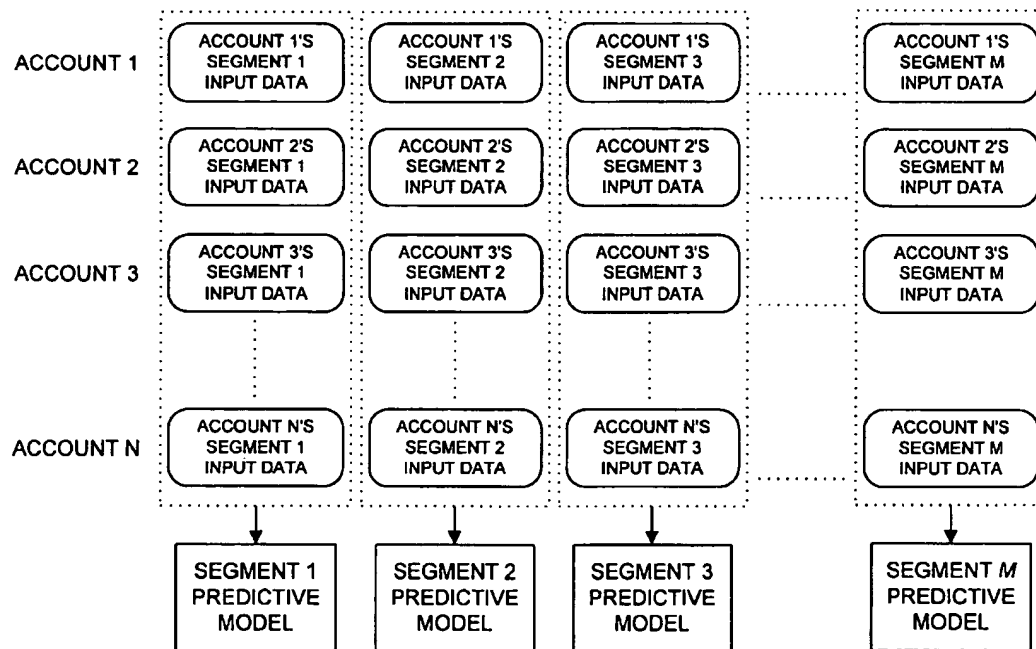 ACCOUNT 1
ACCOUNT 1'S
SEGMENT 1
INPUT DATA
ACCOUNT 1'S
SEGMENT 2
INPUT DATA
ACCOUNT 1'S
SEGMENT 3
INPUT DATA
ACCOUNT 1'S
SEGMENT M
INPUT DATA
ACCOUNT 2
ACCOUNT 2'S
SEGMENT 1
INPUT DATA
ACCOUNT 2'S
SEGMENT 2
INPUT DATA
ACCOUNT 2'S
SEGMENT 3
INPUT DATA
ACCOUNT 2'S
SEGMENT M
INPUT DATA
ACCOUNT 3
ACCOUNT 3'S
SEGMENT 1
INPUT DATA
ACCOUNT 3'S
SEGMENT 2
INPUT DATA
ACCOUNT 3'S
SEGMENT 3
INPUT DATA
ACCOUNT 3'S
SEGMENT M
INPUT DATA
ACCOUNT N
ACCOUNT N'S
SEGMENT 1
INPUT DATA
ACCOUNT N'S
SEGMENT 2
INPUT DATA
ACCOUNT N'S
SEGMENT 3
INPUT DATA
ACCOUNT N'S
SEGMENT M
INPUT DATA
SEGMENT 1
PREDICTIVE
MODEL
SEGMENT 2
PREDICTIVE
MODEL
SEGMENT 3
PREDICTIVE
MODEL
SEGMENT M
PREDICTIVE
MODEL